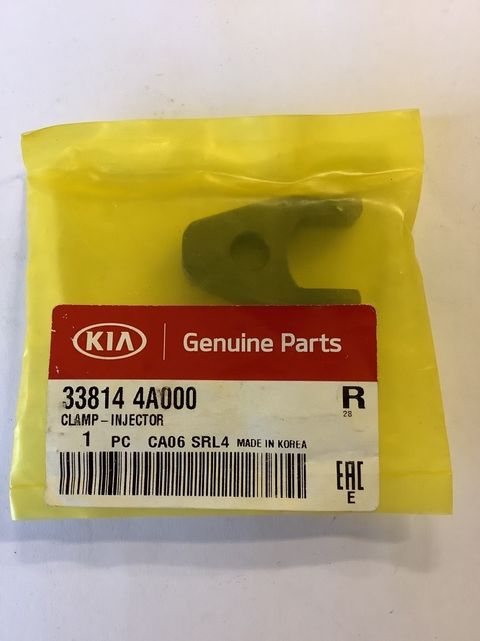 KIA Genuine Parts
33814 4A000 R
CLAMP-INJECTOR 28
1 PC CA06 SRL4 MADE IN KOREA
EAC
E